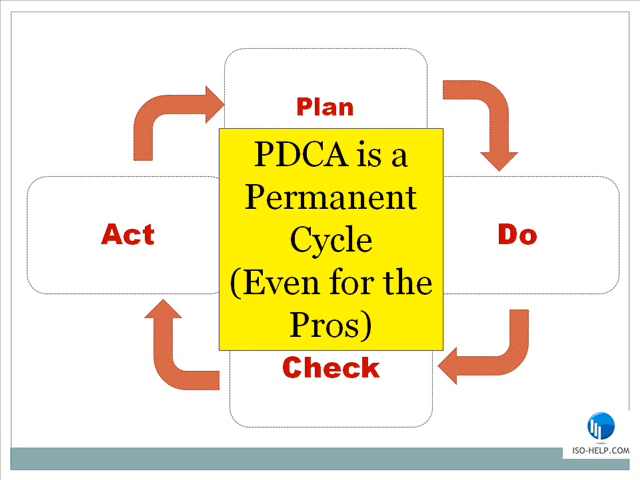 Plan
PDCA is a
Permanent
Cycle
(Even for the
Pros)
Act
Do
Check
ISO-HELP.COM